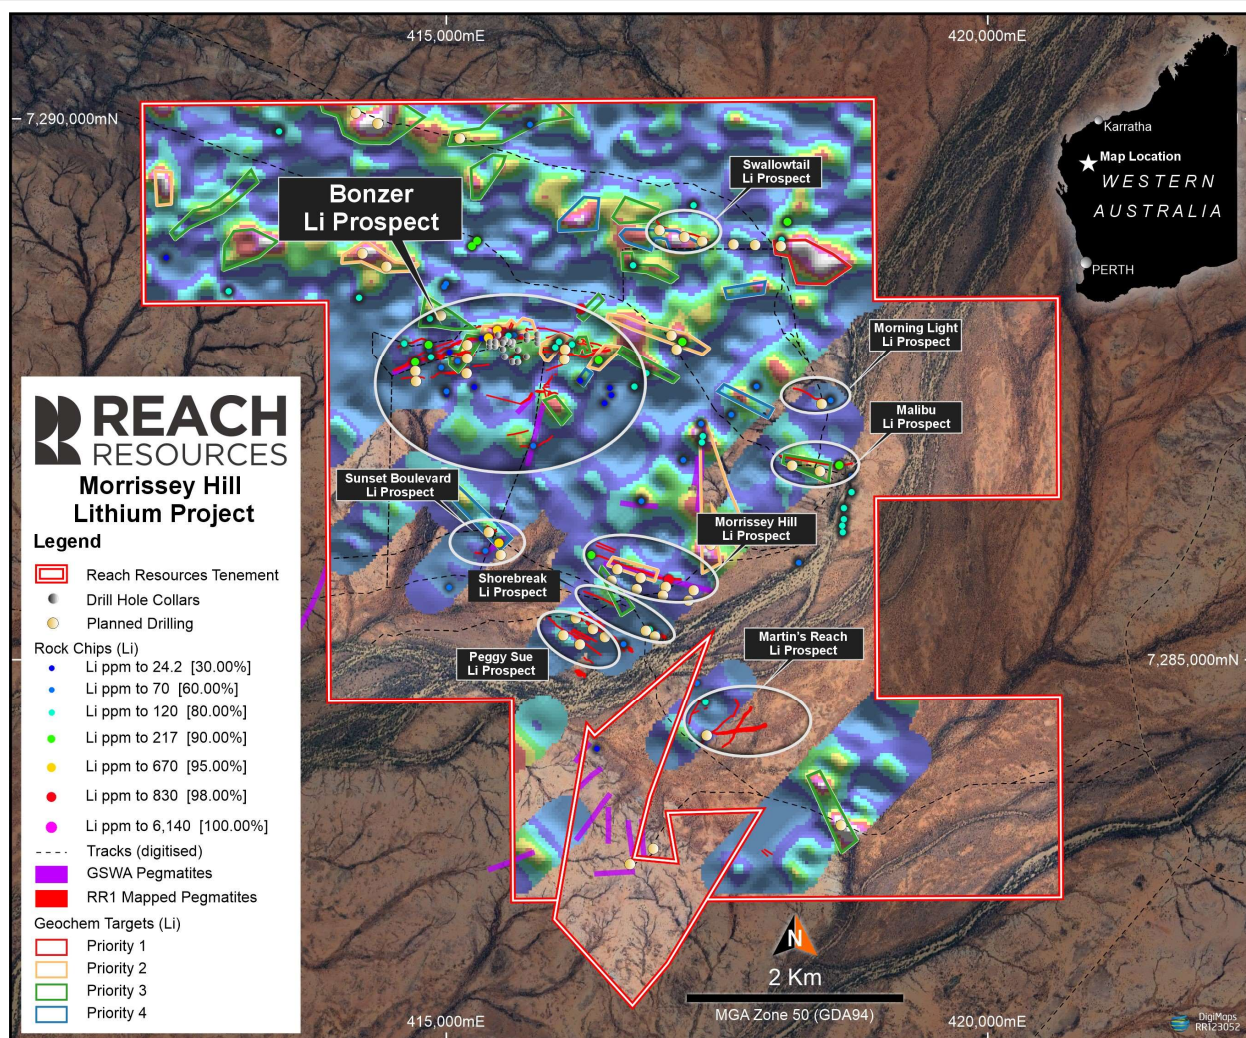 415,000mE
420,000mE
7,290,000mN
Karratha
Map Location
WESTERN
AUSTRALIA
PERTH
Swallowtail
Li Prospect
Bonzer
Li Prospect
Morning Light
Li Prospect
Malibu
Li Prospect
Sunset Boulevard
Li Prospect
Morrissey Hill
Li Prospect
Shorebreak
Li Prospect
Peggy Sue
Li Prospect
Martin's Reach
Li Prospect
7,285,000mN
REACH
RESOURCES
Morrissey Hill
Lithium Project
Legend
Reach Resources Tenement
Drill Hole Collars
Planned Drilling
Rock Chips (Li)
Li ppm to 24.2 [30.00%]
Li ppm to 70 [60.00%]
Li ppm to 120 [80.00%]
Li ppm to 217 [90.00%]
Li ppm to 670 [95.00%]
Li ppm to 830 [98.00%]
Li ppm to 6,140 [100.00%]
Tracks (digitised)
GSWA Pegmatites
RR1 Mapped Pegmatites
Geochem Targets (Li)
Priority 1
Priority 2
Priority 3
Priority 4
N
2 Km
MGA Zone 50 (GDA94)
415,000mE
420,000mE
DigiMaps
RR123052